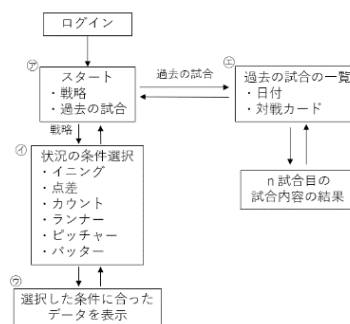 ログイン
㋐
スタート
・戦略
・過去の試合
過去の試合
㋓
過去の試合の一覧
・日付
・対戦カード
戦略
㋑
状況の条件選択
・イニング
・点差
・カウント
・ランナー
・ピッチャー
・バッター
n試合目の
試合内容の結果
㋒
選択した条件に合った
データを表示